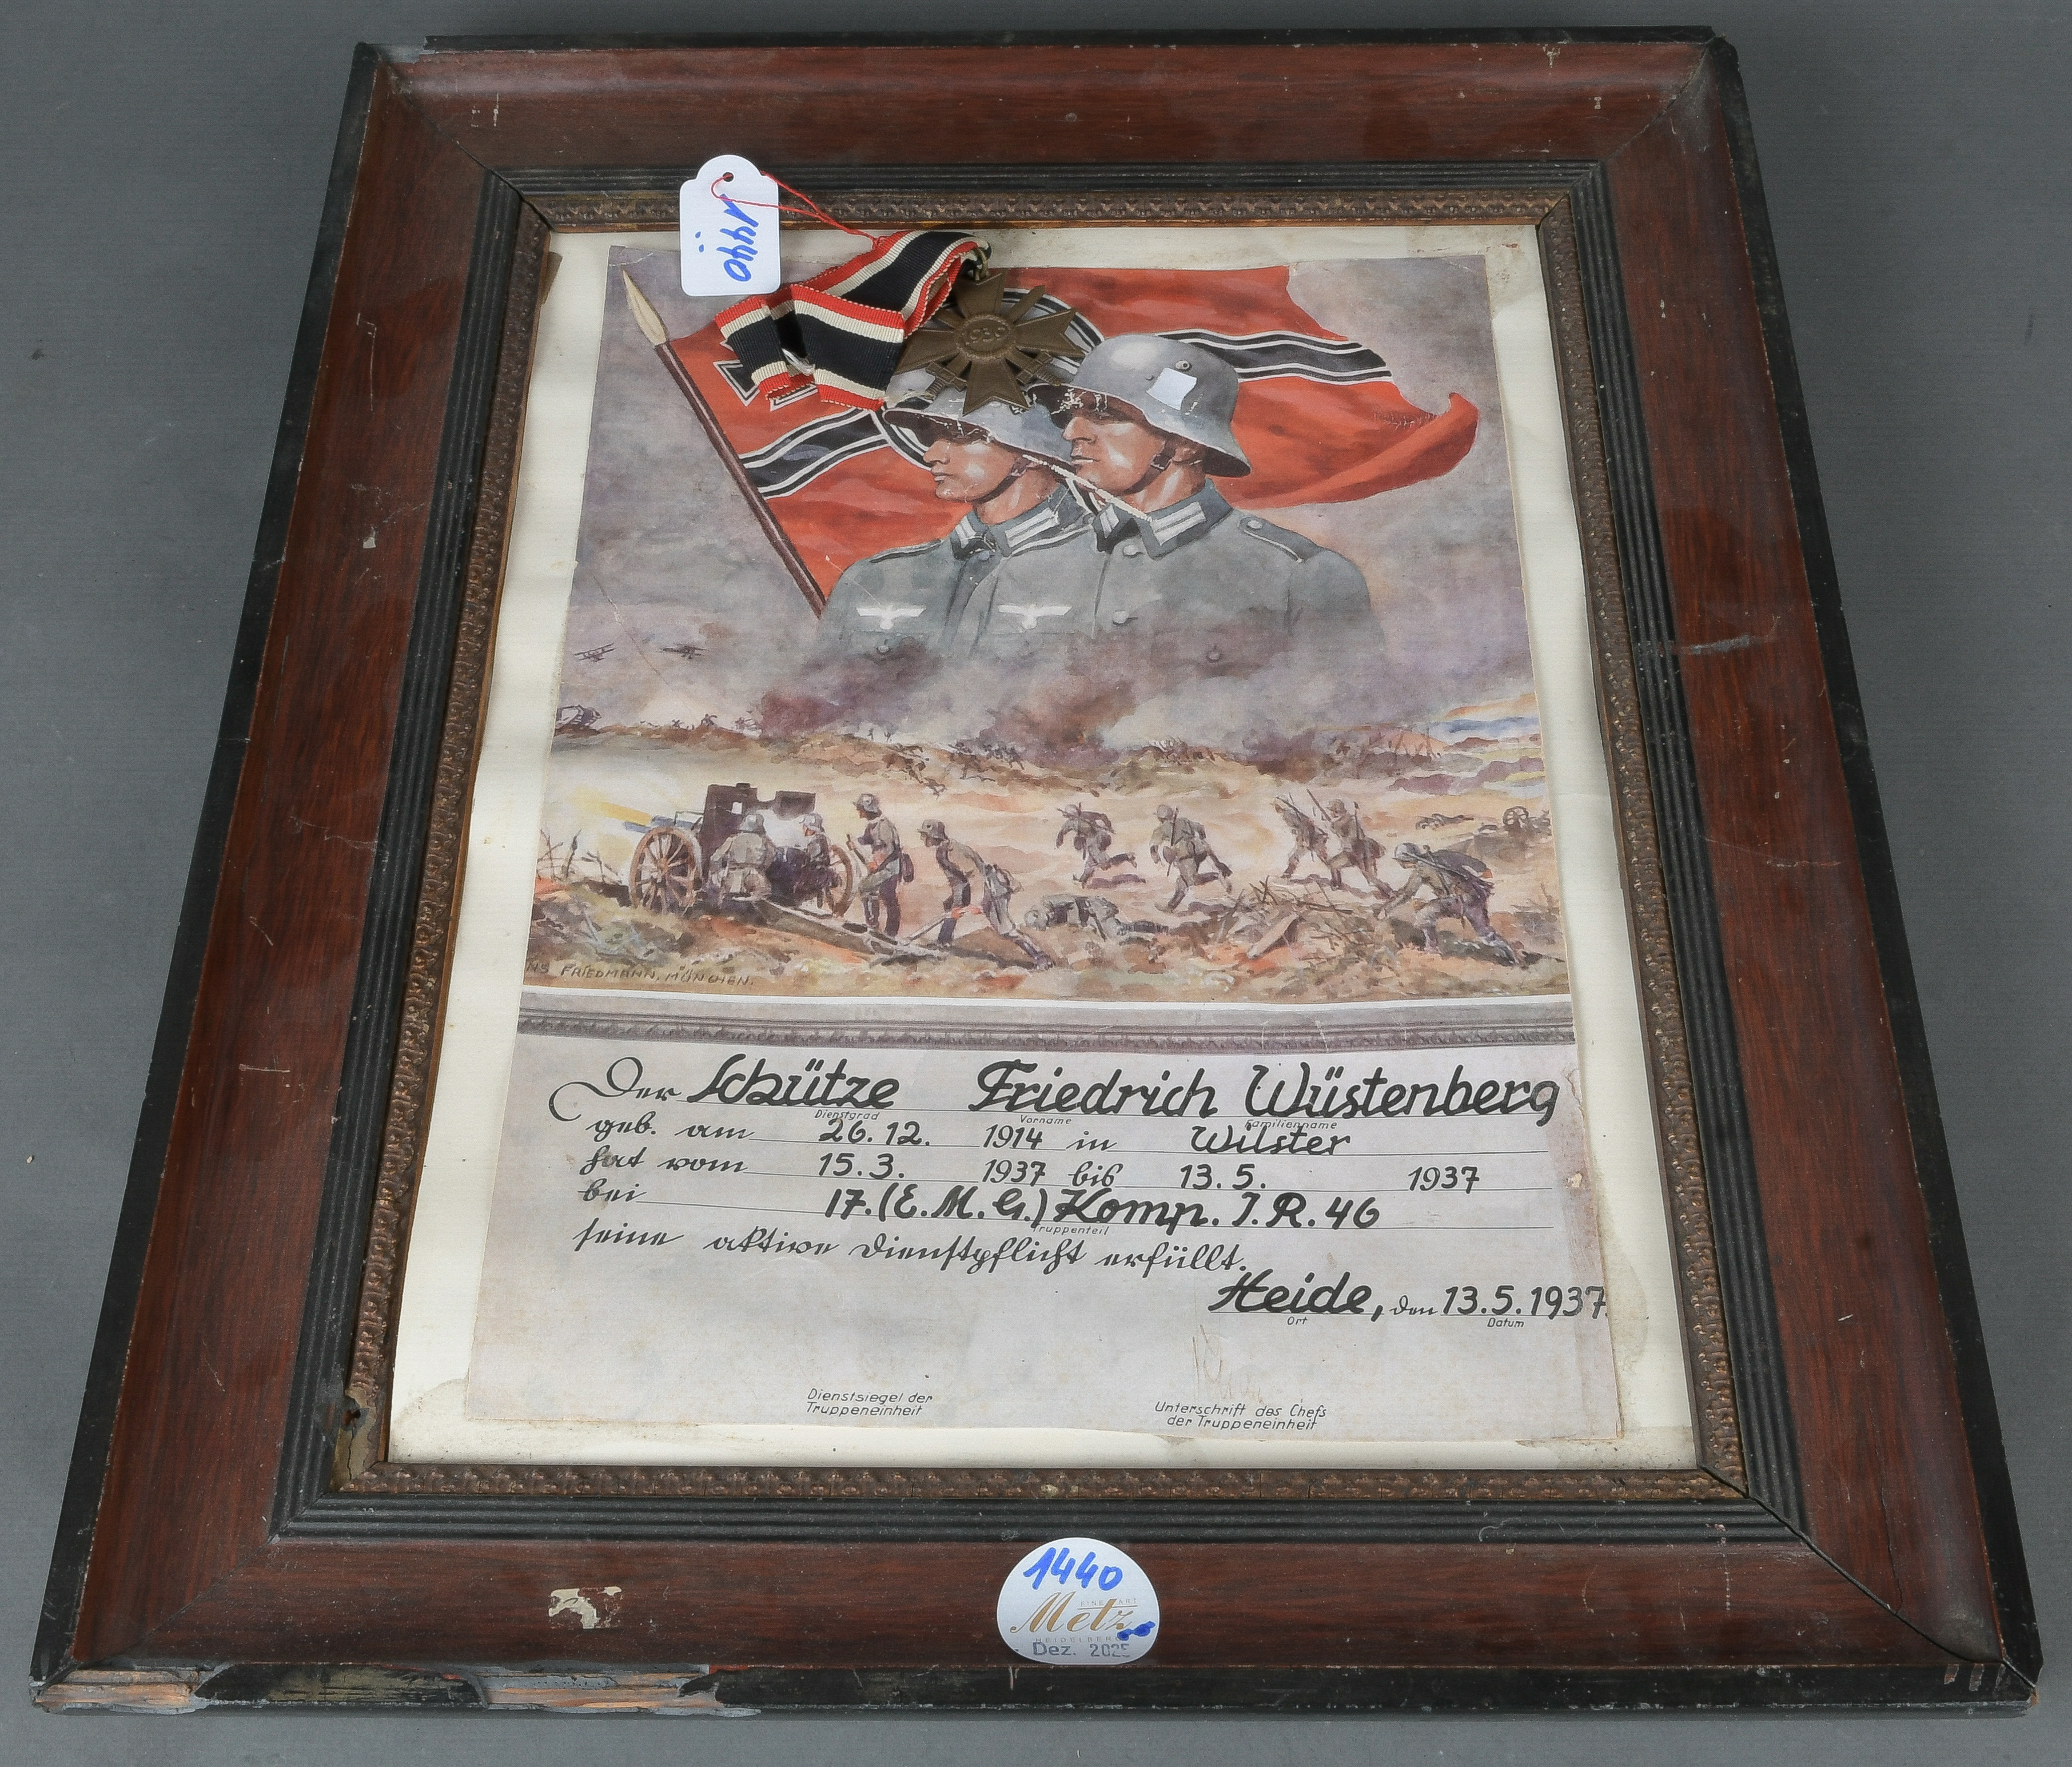 1440
1939
NS FRIEDMANN, MÜNCHEN.
Der Schütze Friedrich Wüstenberg
Dienstgrad Vorname Familienname
geb. am 26.12. 1914 in Wilster
hat vom 15.3. 1937 bis 13.5. 1937
bei 17.(E.M.G.) Komp. I.R. 46
Truppenteil
seine aktive Dienstpflicht erfüllt.
Heide, den 13.5.1937.
Ort Datum
Dienstsiegel der
Truppeneinheit
Unterschrift des Chefs
der Truppeneinheit
1440
FINE ART
Metz
HEIDELBERG
Dez. 2025